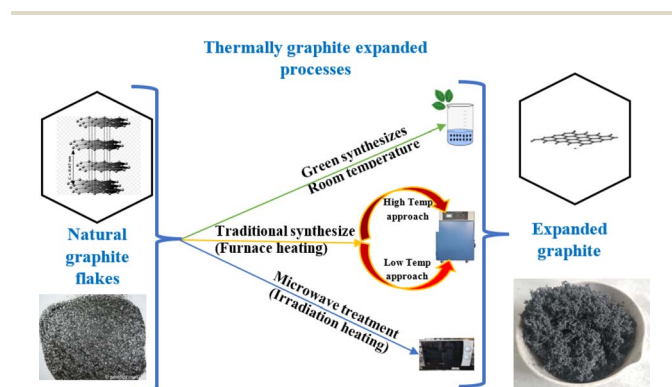 Thermally graphite expanded
processes
Green synthesizes
Room temperature
High Temp
approach
Traditional synthesize
(Furnace heating)
Low Temp
approach
Microwave treatment
(Irradiation heating)
Natural
graphite
flakes
Expanded
graphite